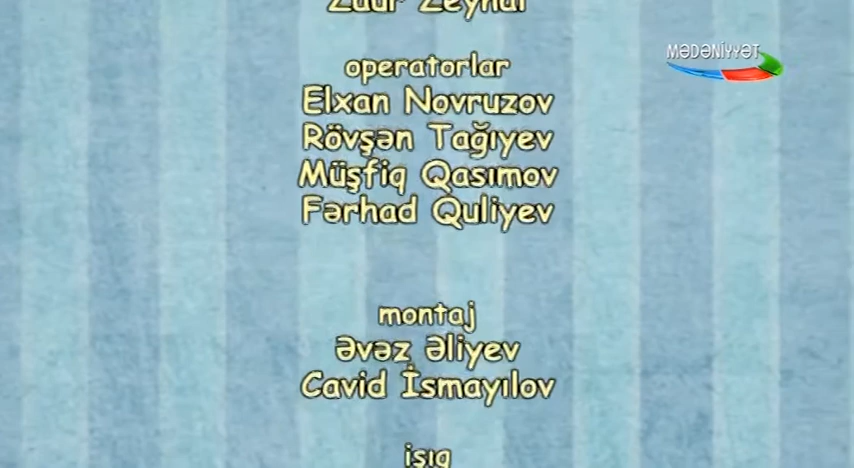 Zaur Zeynal
MƏDƏNİYYƏT
operatorlar
Elxan Novruzov
Rövşən Tağıyev
Müşfiq Qasımov
Fərhad Quliyev
montaj
Əvəz Əliyev
Cavid İsmayılov
işıq